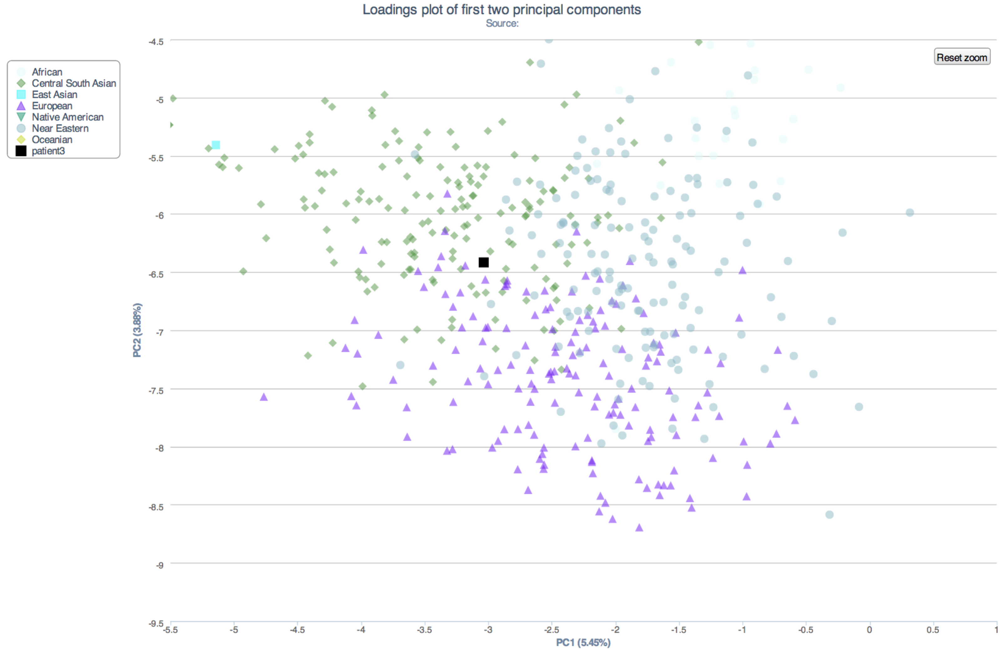 Loadings plot of first two principal components
Source:
Reset zoom
African
Central South Asian
East Asian
European
Native American
Near Eastern
Oceanian
patient3
PC2 (3.88%)
-4.5
-5
-5.5
-6
-6.5
-7
-7.5
-8
-8.5
-9
-9.5
-5.5 -5 -4.5 -4 -3.5 -3 -2.5 -2 -1.5 -1 -0.5 0 0.5 1
PC1 (5.45%)